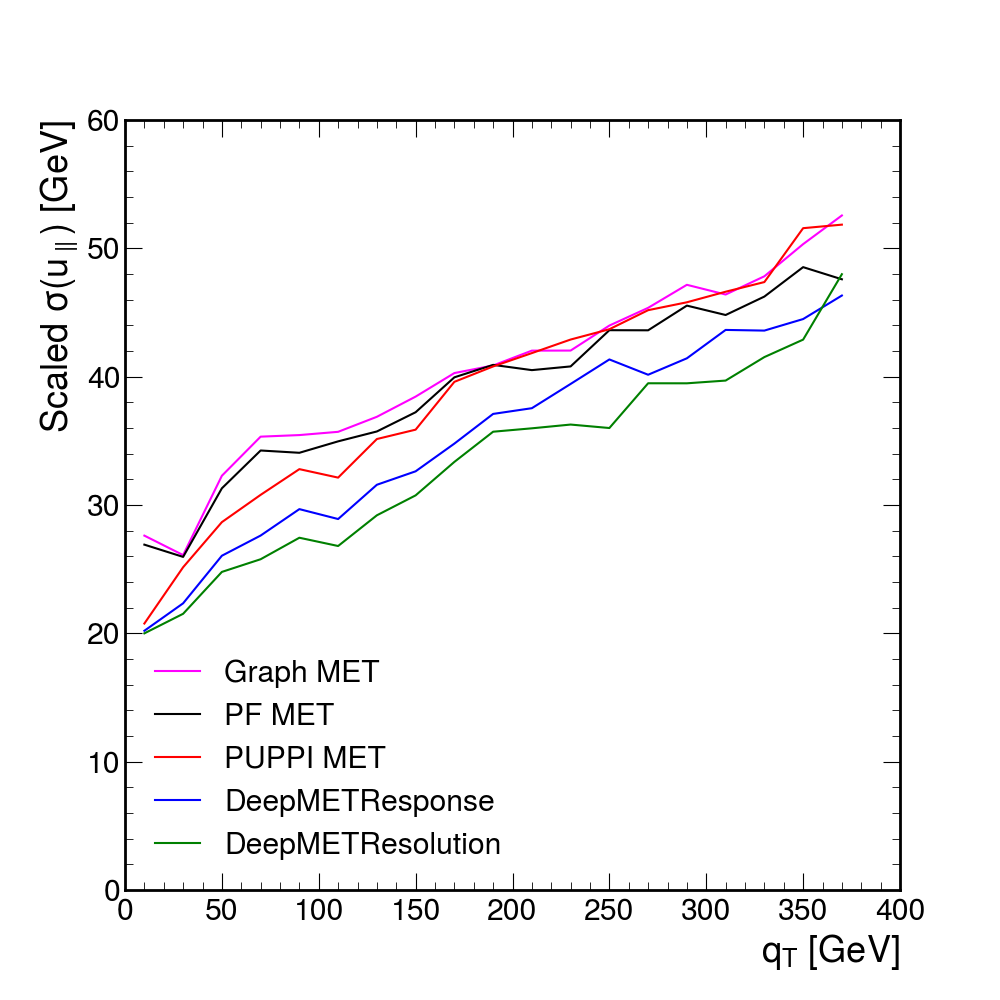 Scaled σ(u∥) [GeV]
60
50
40
30
20
10
0
Graph MET
PF MET
PUPPI MET
DeepMETResponse
DeepMETResolution
0 50 100 150 200 250 300 350 400
qT [GeV]